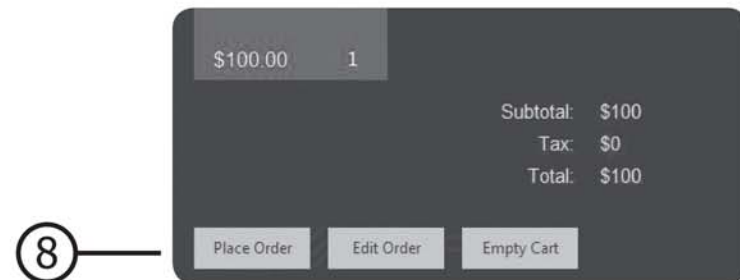 $100.00 1
Subtotal: $100
Tax: $0
Total: $100
8 Place Order Edit Order Empty Cart